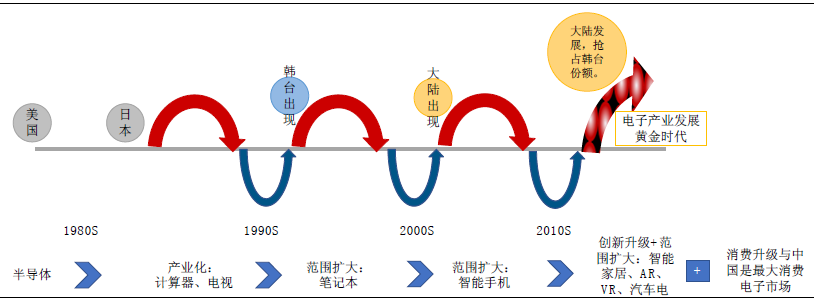 大陆发
展，抢
占韩台
份额。
韩
台
出
现
大
陆
出
现
美
国
日
本
电子产业发展
黄金时代
1980S
1990S
2000S
2010S
半导体
产业化：
计算器、电视
范围扩大：
笔记本
范围扩大：
智能手机
创新升级+范
围扩大：智能
家居、AR、
VR、汽车电
+
消费升级与中
国是最大消费
电子市场